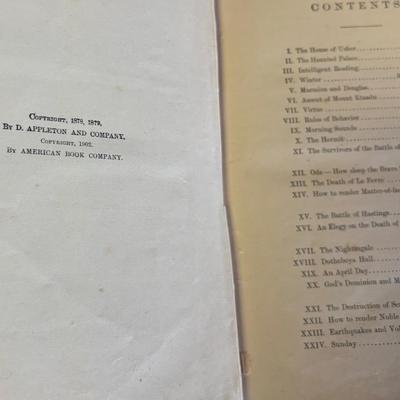 COPYRIGHT, 1878, 1879,
BY D. APPLETON AND COMPANY.
COPYRIGHT, 1902.
BY AMERICAN BOOK COMPANY.
CONTENTS
I. The House of Usher
II. The Haunted Palace
III. Intelligent Reading
IV. Winter
V. Marmion and Douglas
VI. Ascent of Mount Ktaadn
VII. Virtue
VIII. Rules of Behavior
IX. Morning Sounds
X. The Hermit
XI. The Survivors of the Battle of
XII. Ode—How sleep the Brave
XIII. The Death of Le Fevre
XIV. How to render Matter-of-fac
XV. The Battle of Hastings
XVI. An Elegy on the Death of
XVII. The Nightingale
XVIII. Dotheboys Hall
XIX. An April Day
XX. God's Dominion and M
XXI. The Destruction of Se
XXII. How to render Noble
XXIII. Earthquakes and Vol
XXIV. Sunday